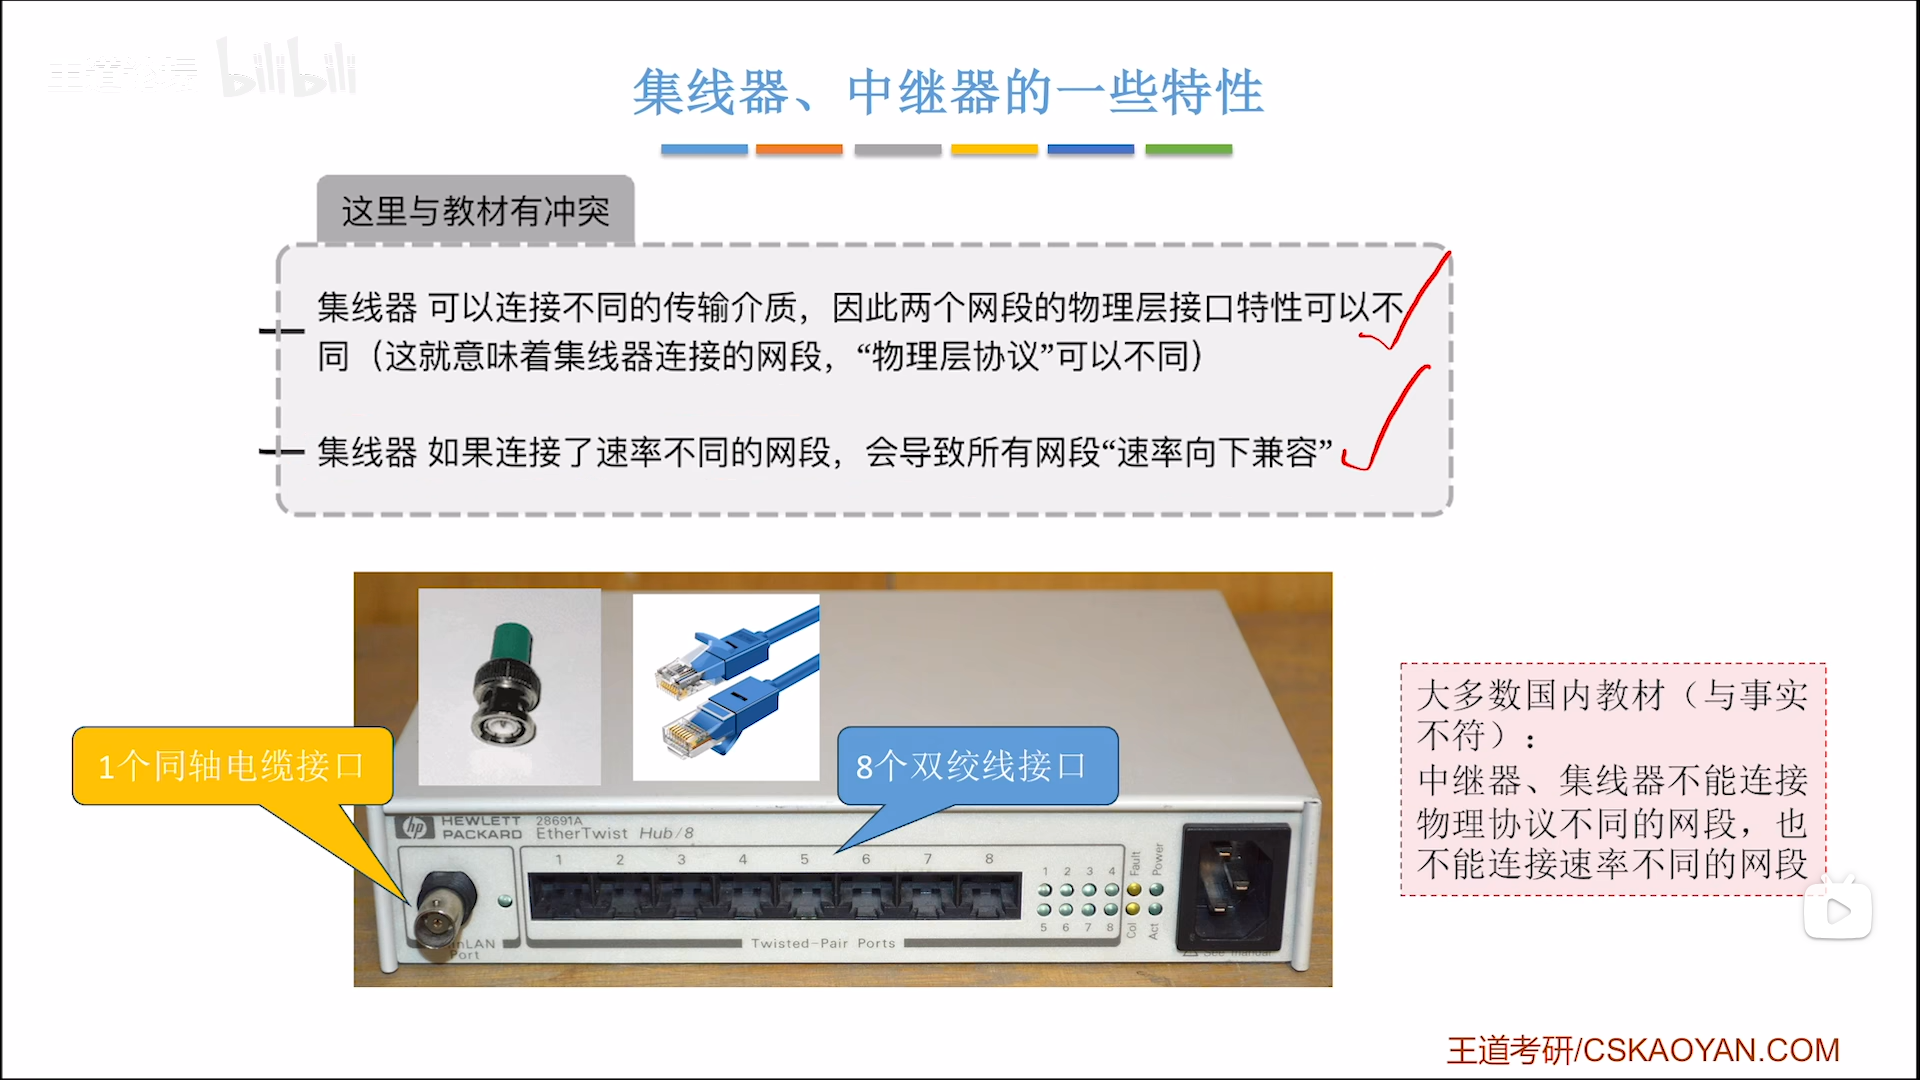 王道论坛 bilibili
集线器、中继器的一些特性
这里与教材有冲突
集线器 可以连接不同的传输介质，因此两个网段的物理层接口特性可以不
同（这就意味着集线器连接的网段，“物理层协议”可以不同）
集线器 如果连接了速率不同的网段，会导致所有网段“速率向下兼容”
1个同轴电缆接口
8个双绞线接口
大多数国内教材（与事实
不符）：
中继器、集线器不能连接
物理协议不同的网段，也
不能连接速率不同的网段
hp HEWLETT PACKARD
28691A
EtherTwist Hub/8
1 2 3 4 5 6 7 8
1 2 3 4 Fault Power
5 6 7 8 Col Act
Twisted-Pair Ports
Port
See manual
王道考研/CSKAOYAN.COM